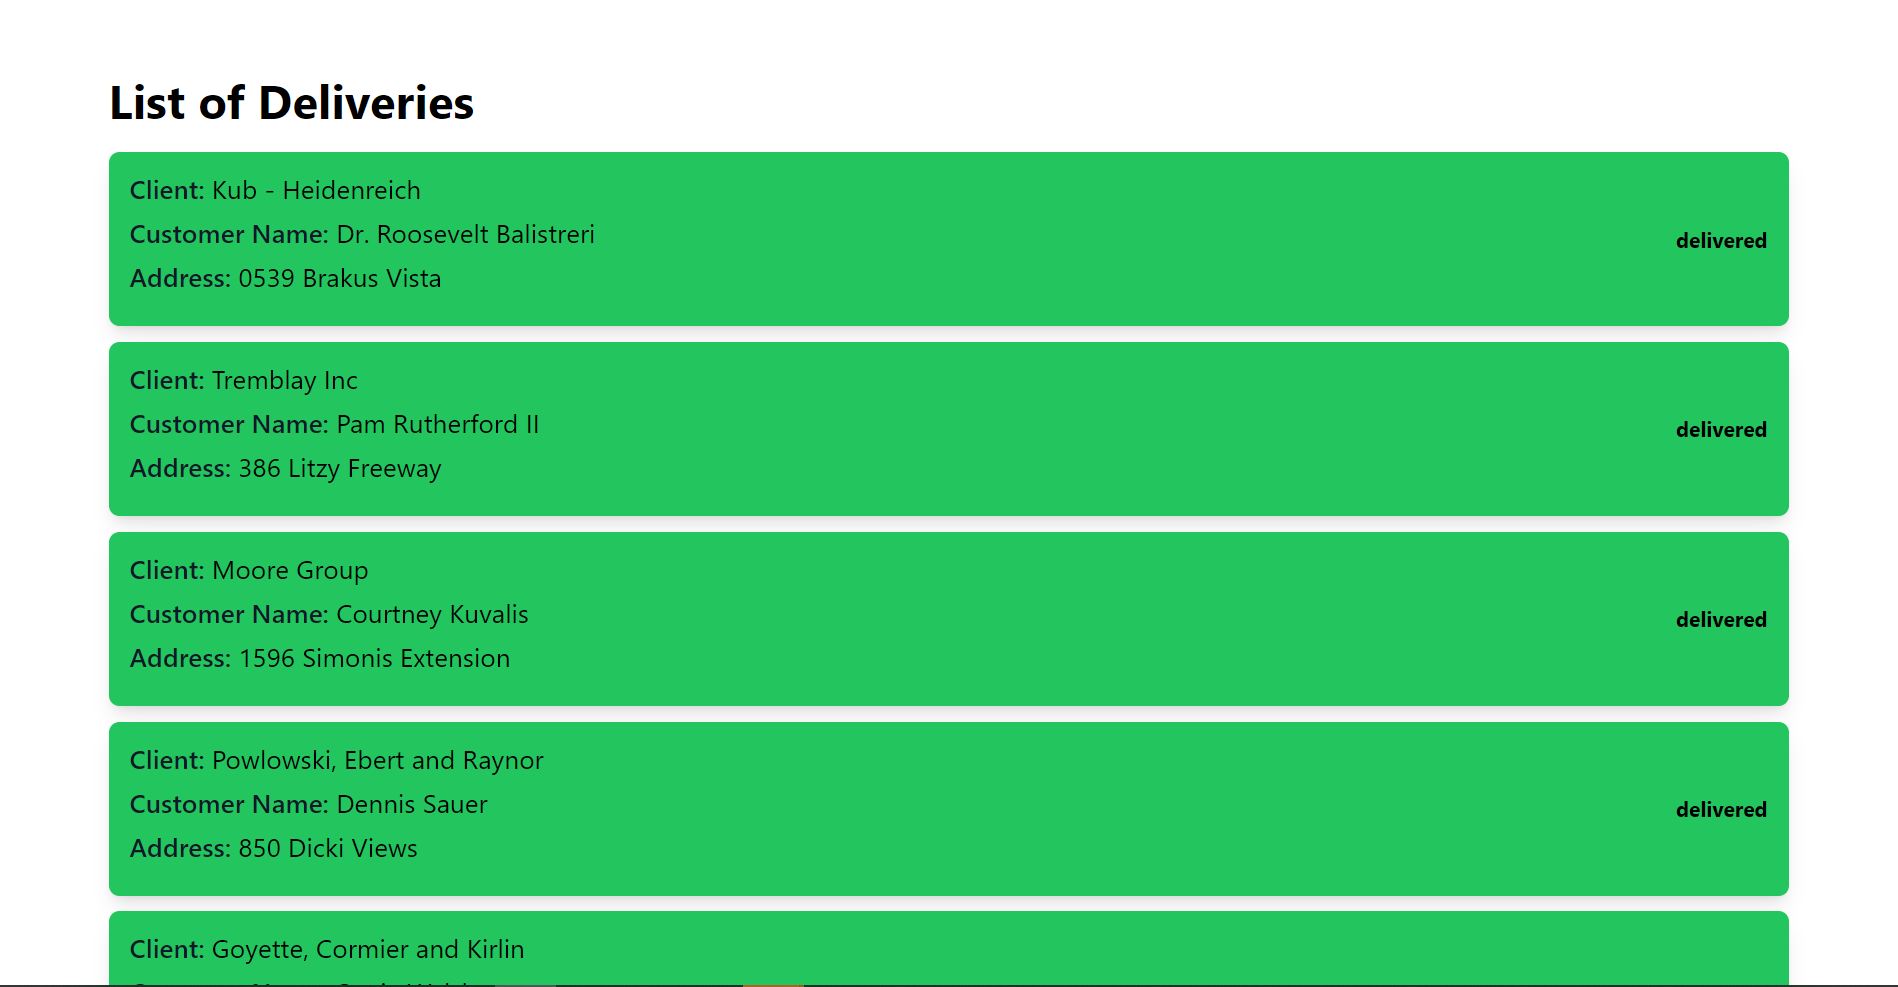 List of Deliveries
Client: Kub - Heidenreich
Customer Name: Dr. Roosevelt Balistreri
Address: 0539 Brakus Vista
delivered
Client: Tremblay Inc
Customer Name: Pam Rutherford II
Address: 386 Litzy Freeway
delivered
Client: Moore Group
Customer Name: Courtney Kuvalis
Address: 1596 Simonis Extension
delivered
Client: Powlowski, Ebert and Raynor
Customer Name: Dennis Sauer
Address: 850 Dicki Views
delivered
Client: Goyette, Cormier and Kirlin